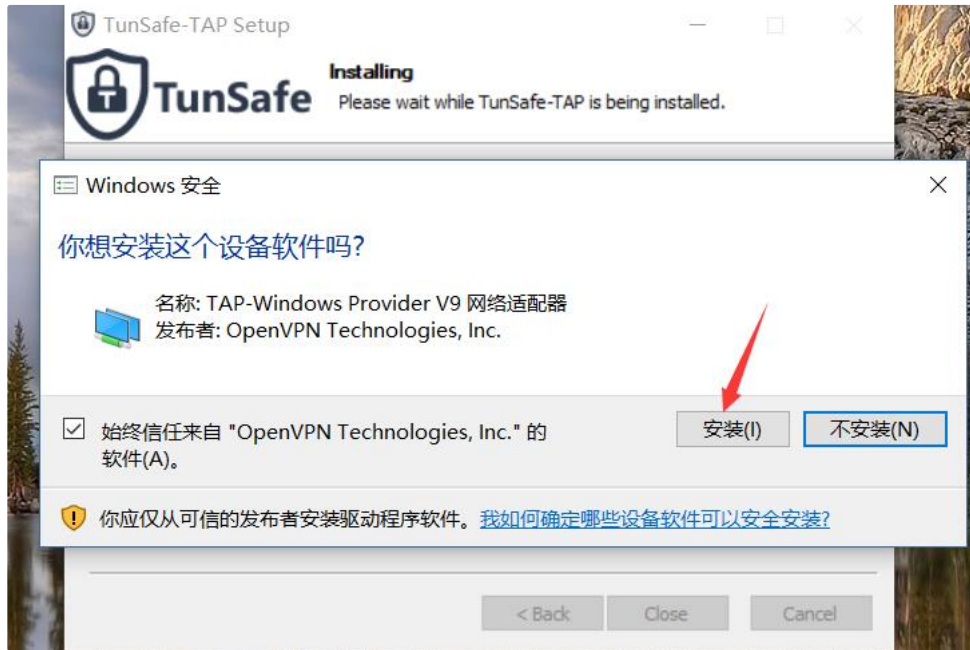 TunSafe-TAP Setup
TunSafe
Installing
Please wait while TunSafe-TAP is being installed.
Windows 安全
你想安装这个设备软件吗?
名称: TAP-Windows Provider V9 网络适配器
发布者: OpenVPN Technologies, Inc.
始终信任来自 "OpenVPN Technologies, Inc." 的
软件(A)。
安装(I)
不安装(N)
你应仅从可信的发布者安装驱动程序软件。我如何确定哪些设备软件可以安全安装?
< Back
Close
Cancel